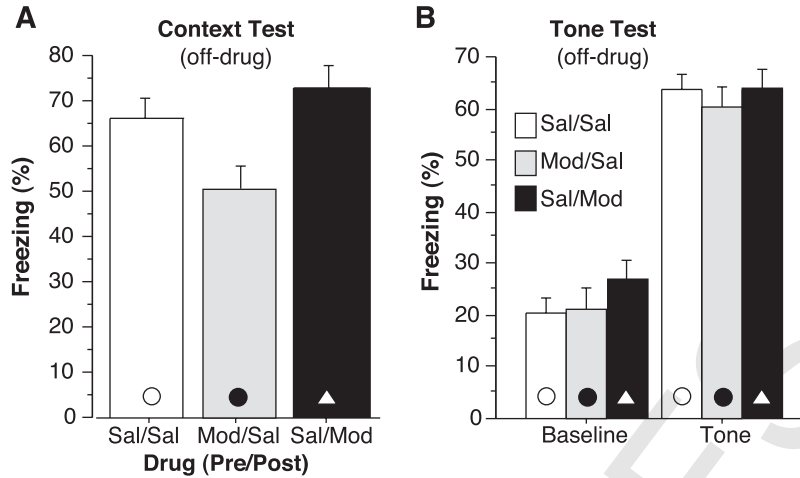 A
Context Test
(off-drug)
Freezing (%)
80
70
60
50
40
30
20
10
0
Sal/Sal Mod/Sal Sal/Mod
Drug (Pre/Post)
B
Tone Test
(off-drug)
Freezing (%)
70
60
50
40
30
20
10
0
Sal/Sal
Mod/Sal
Sal/Mod
Baseline Tone